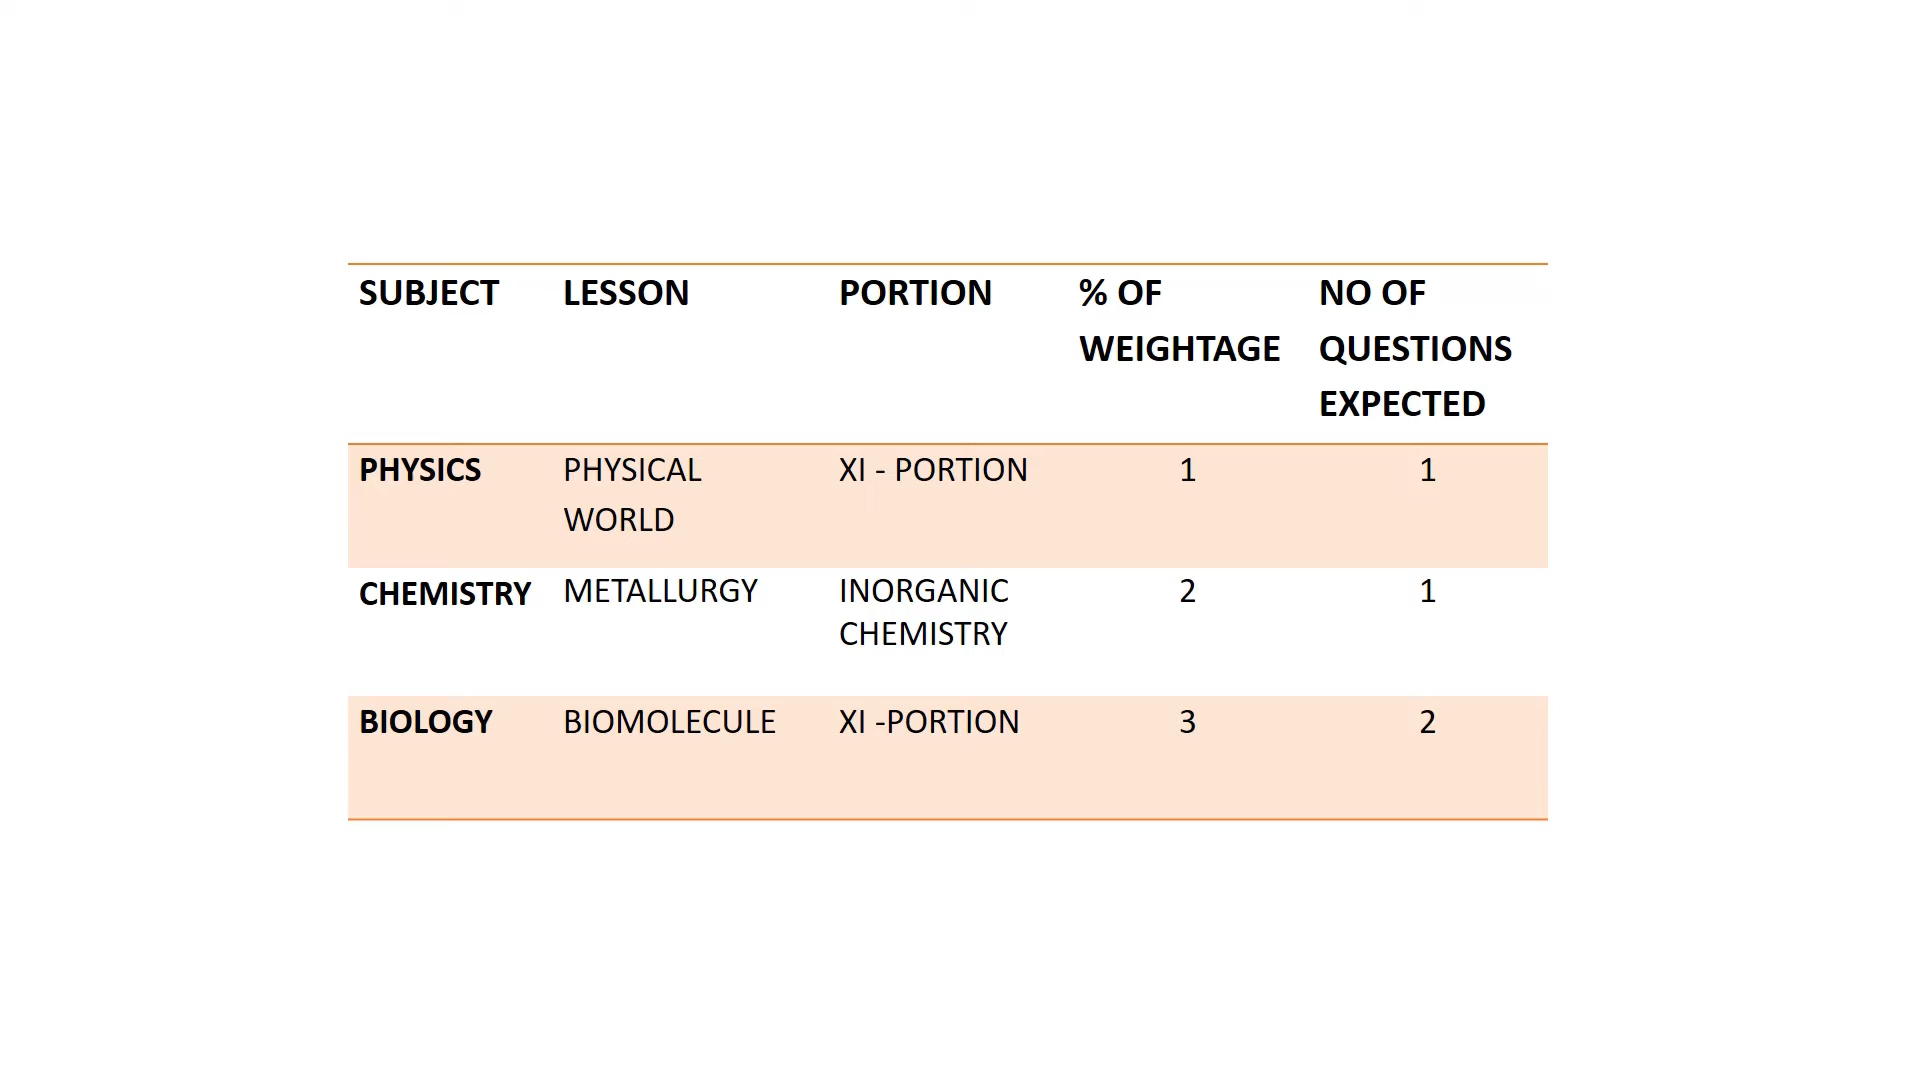 SUBJECT LESSON PORTION % OF NO OF
WEIGHTAGE QUESTIONS
EXPECTED
PHYSICS PHYSICAL XI - PORTION 1 1
WORLD
CHEMISTRY METALLURGY INORGANIC 2 1
CHEMISTRY
BIOLOGY BIOMOLECULE XI -PORTION 3 2